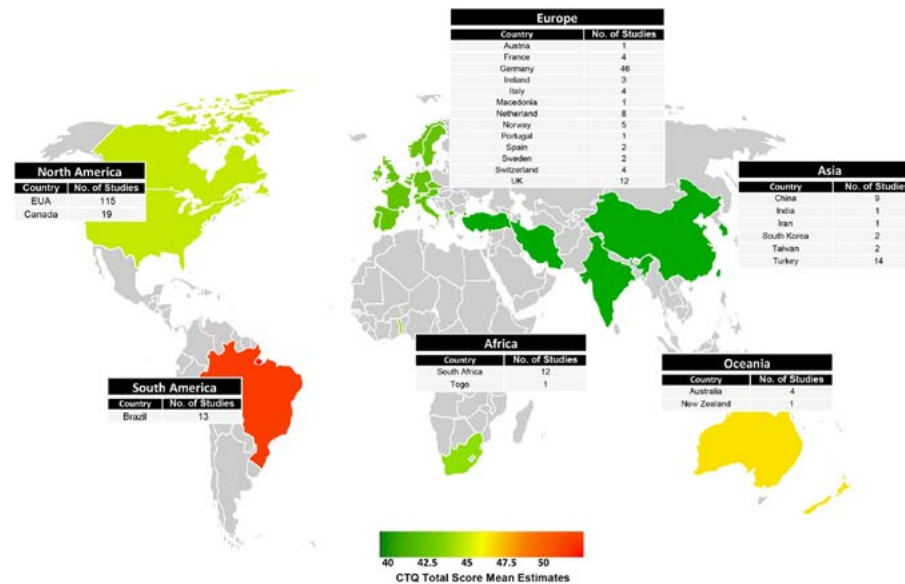 Europe
Country No. of Studies
Austria 1
France 4
Germany 46
Ireland 3
Italy 4
Macedonia 1
Netherland 8
Norway 5
Portugal 1
Spain 2
Sweden 2
Switzerland 4
UK 12
North America
Country No. of Studies
EUA 115
Canada 19
Asia
Country No. of Studies
China 9
India 1
Iran 1
South Korea 2
Taiwan 2
Turkey 14
Africa
Country No. of Studies
South Africa 12
Togo 1
Oceania
Country No. of Studies
Australia 4
New Zealand 1
South America
Country No. of Studies
Brazil 13
40 42.5 45 47.5 50
CTQ Total Score Mean Estimates